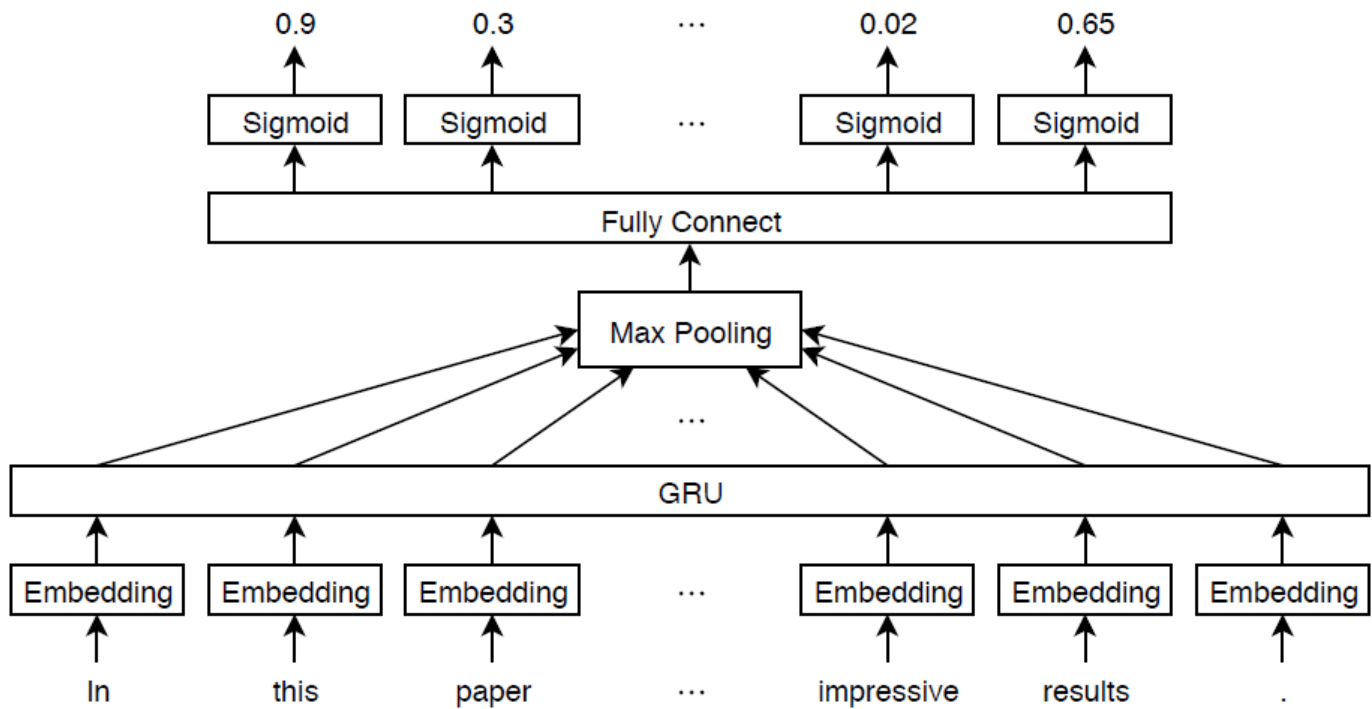 0.9 0.3 ... 0.02 0.65
Sigmoid Sigmoid ... Sigmoid Sigmoid
Fully Connect
Max Pooling
...
GRU
Embedding Embedding Embedding ... Embedding Embedding Embedding
In this paper ... impressive results .